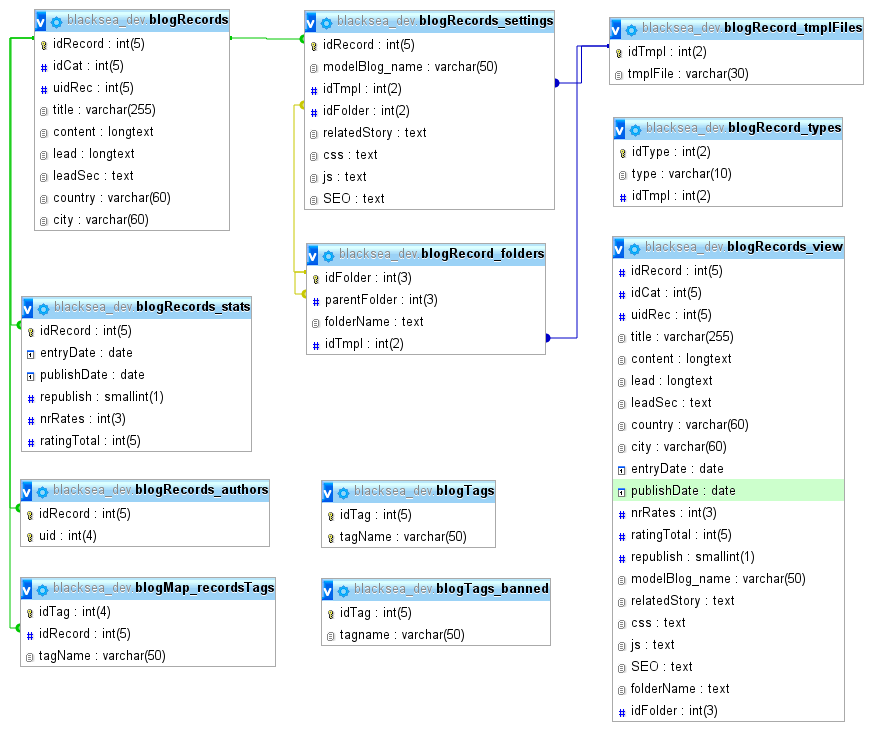 blacksea_dev.blogRecords
idRecord : int(5)
idCat : int(5)
uidRec : int(5)
title : varchar(255)
content : longtext
lead : longtext
leadSec : text
country : varchar(60)
city : varchar(60)
blacksea_dev.blogRecords_stats
idRecord : int(5)
entryDate : date
publishDate : date
republish : smallint(1)
nrRates : int(3)
ratingTotal : int(5)
blacksea_dev.blogRecords_authors
idRecord : int(5)
uid : int(4)
blacksea_dev.blogMap_recordsTags
idTag : int(4)
idRecord : int(5)
tagName : varchar(50)
blacksea_dev.blogRecords_settings
idRecord : int(5)
modelBlog_name : varchar(50)
idTmpl : int(2)
idFolder : int(2)
relatedStory : text
css : text
js : text
SEO : text
blacksea_dev.blogRecord_folders
idFolder : int(3)
parentFolder : int(3)
folderName : text
idTmpl : int(2)
blacksea_dev.blogTags
idTag : int(5)
tagName : varchar(50)
blacksea_dev.blogTags_banned
idTag : int(5)
tagname : varchar(50)
blacksea_dev.blogRecord_tmplFiles
idTmpl : int(2)
tmplFile : varchar(30)
blacksea_dev.blogRecord_types
idType : int(2)
type : varchar(10)
idTmpl : int(2)
blacksea_dev.blogRecords_view
idRecord : int(5)
idCat : int(5)
uidRec : int(5)
title : varchar(255)
content : longtext
lead : longtext
leadSec : text
country : varchar(60)
city : varchar(60)
entryDate : date
publishDate : date
nrRates : int(3)
ratingTotal : int(5)
republish : smallint(1)
modelBlog_name : varchar(50)
relatedStory : text
css : text
js : text
SEO : text
folderName : text
idFolder : int(3)